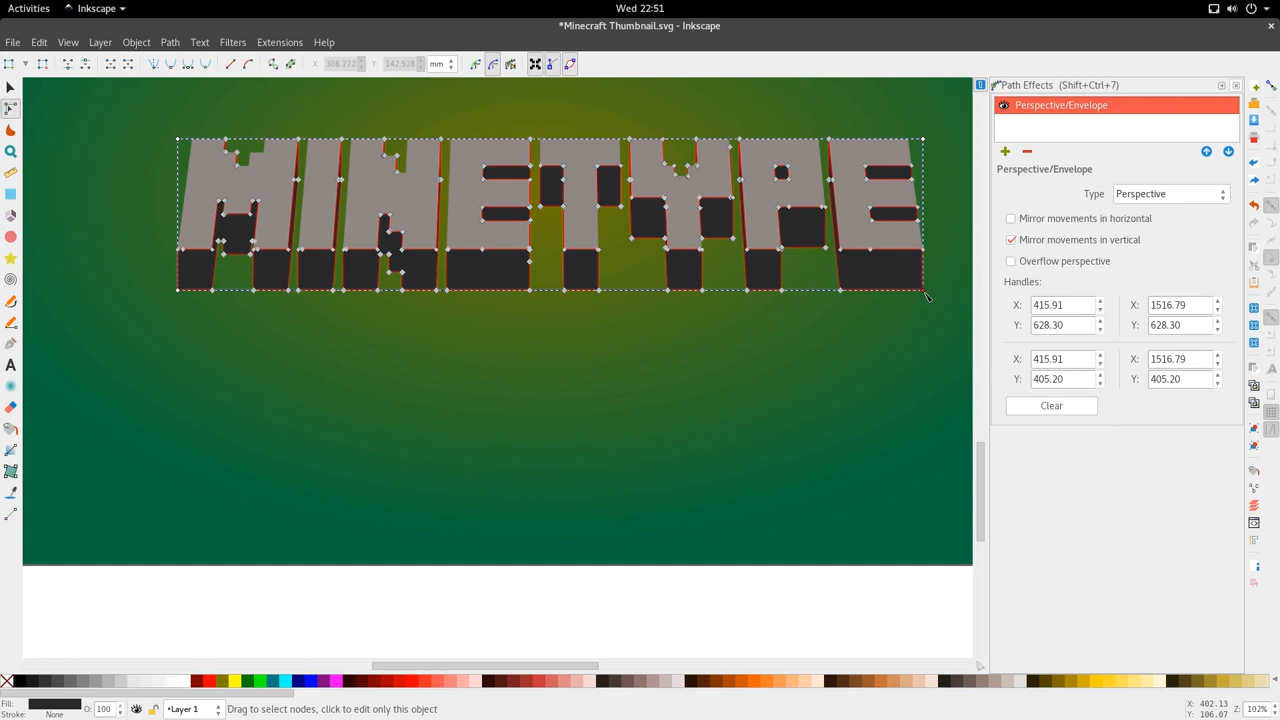 Activities Inkscape Wed 22:51
*Minecraft Thumbnail.svg - Inkscape
File Edit View Layer Object Path Text Filters Extensions Help
X: 308.272 Y: 142.928 mm
Path Effects (Shift+Ctrl+7)
Perspective/Envelope
MINETYPE
Perspective/Envelope
Type Perspective
Mirror movements in horizontal
Mirror movements in vertical
Overflow perspective
Handles:
X: 415.91 X: 1516.79
Y: 628.30 Y: 628.30
X: 415.91 X: 1516.79
Y: 405.20 Y: 405.20
Clear
Fill: O: 100 •Layer 1 Drag to select nodes, click to edit only this object X: 402.13 Z: 102%
Stroke: None Y: 106.07